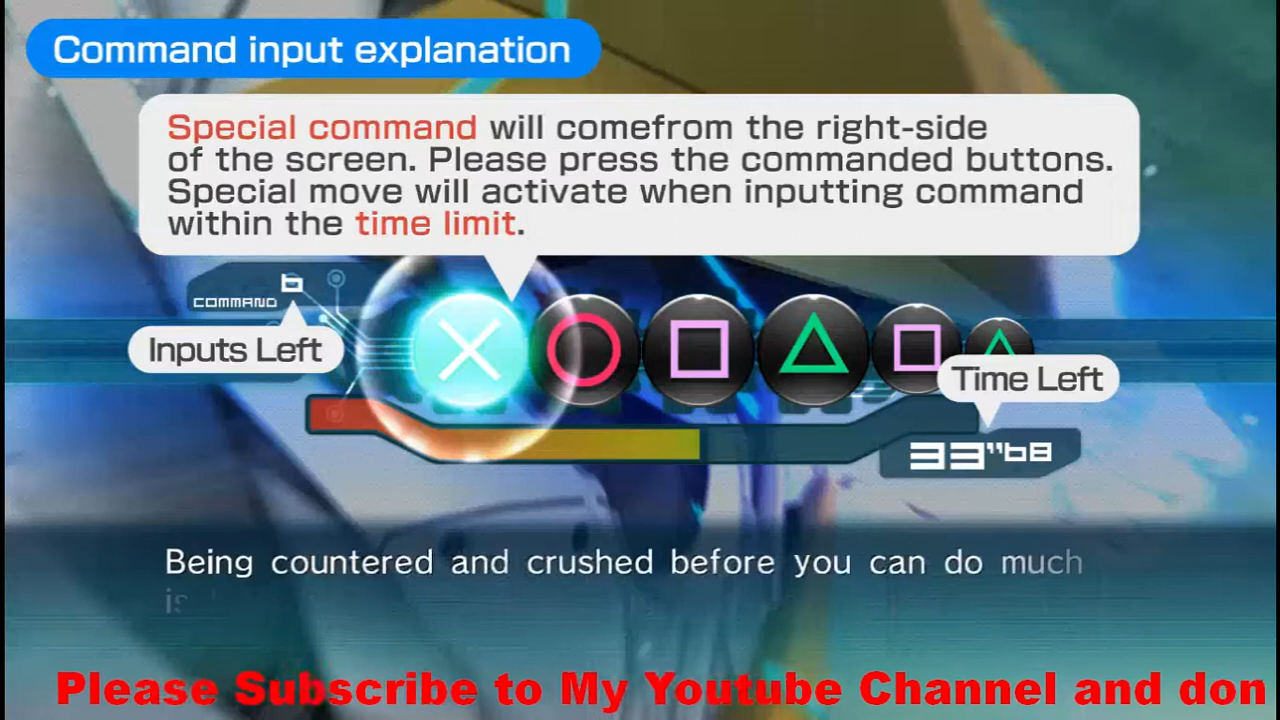 Command input explanation
Special command will comefrom the right-side
of the screen. Please press the commanded buttons.
Special move will activate when inputting command
within the time limit.
6
COMMAND
Inputs Left
Time Left
33"68
Being countered and crushed before you can do much
is
Please Subscribe to My Youtube Channel and don